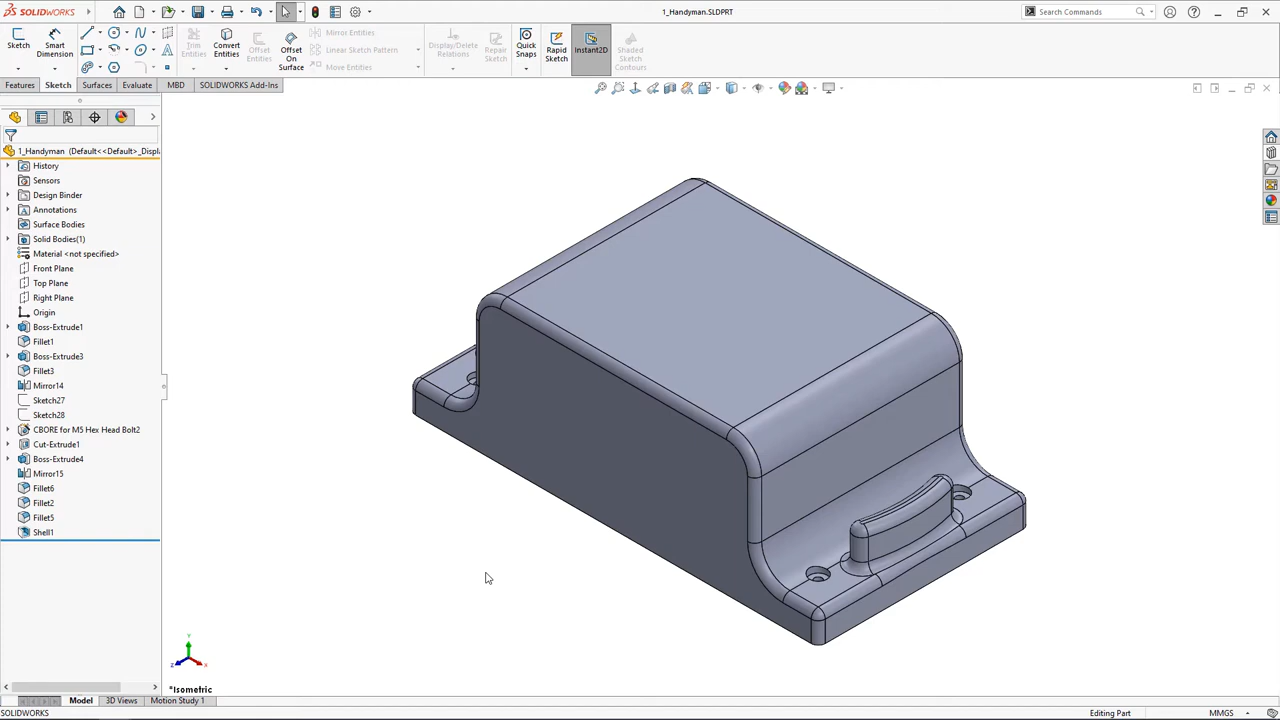 SOLIDWORKS
1_Handyman.SLDPRT
Search Commands
Sketch
Smart
Dimension
Trim
Entities
Convert
Entities
Offset
Entities
Offset
On
Surface
Mirror Entities
Linear Sketch Pattern
Move Entities
Display/Delete
Relations
Repair
Sketch
Quick
Snaps
Rapid
Sketch
Instant2D
Shaded
Sketch
Contours
Features
Sketch
Surfaces
Evaluate
MBD
SOLIDWORKS Add-Ins
1_Handyman (Default<<Default>_Displa
History
Sensors
Design Binder
Annotations
Surface Bodies
Solid Bodies(1)
Material <not specified>
Front Plane
Top Plane
Right Plane
Origin
Boss-Extrude1
Fillet1
Boss-Extrude3
Fillet3
Mirror14
Sketch27
Sketch28
CBORE for M5 Hex Head Bolt2
Cut-Extrude1
Boss-Extrude4
Mirror15
Fillet6
Fillet2
Fillet5
Shell1
Y
Z
X
*Isometric
Model
3D Views
Motion Study 1
SOLIDWORKS
Editing Part
MMGS